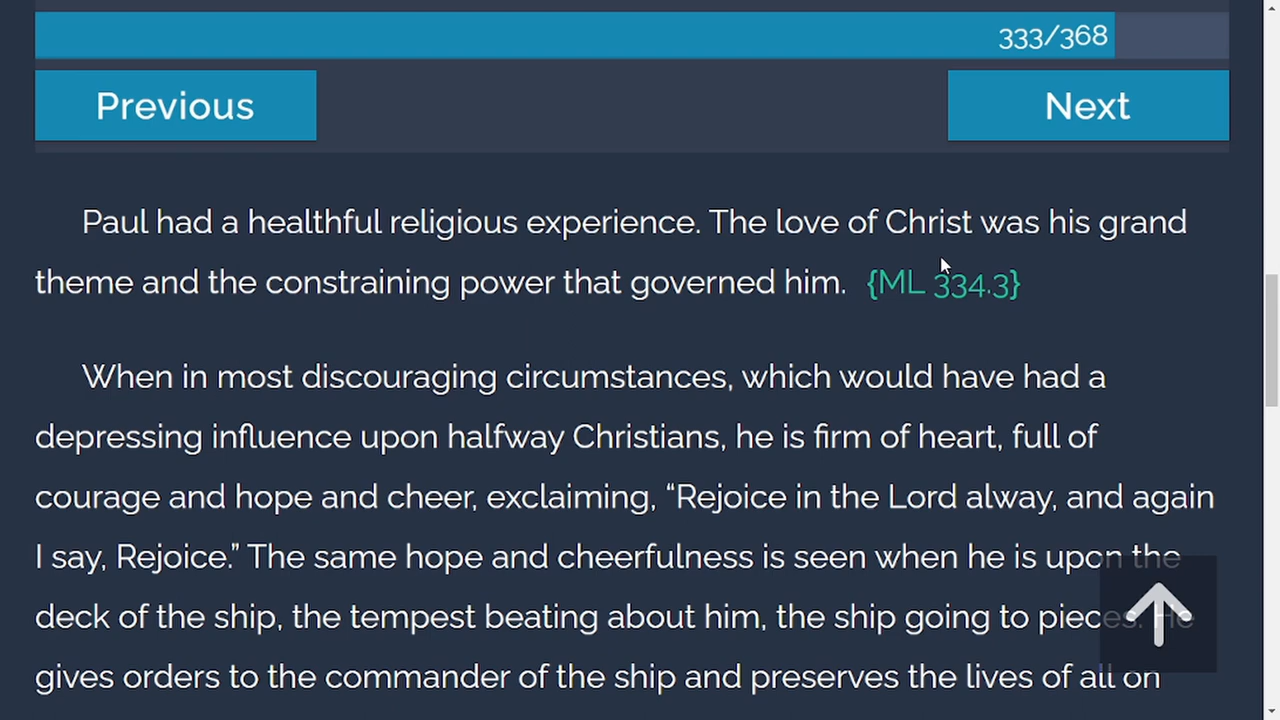 333/368
Previous
Next
Paul had a healthful religious experience. The love of Christ was his grand
theme and the constraining power that governed him. {ML 334.3}
When in most discouraging circumstances, which would have had a
depressing influence upon halfway Christians, he is firm of heart, full of
courage and hope and cheer, exclaiming, “Rejoice in the Lord alway, and again
I say, Rejoice.” The same hope and cheerfulness is seen when he is upon the
deck of the ship, the tempest beating about him, the ship going to pieces. He
gives orders to the commander of the ship and preserves the lives of all on